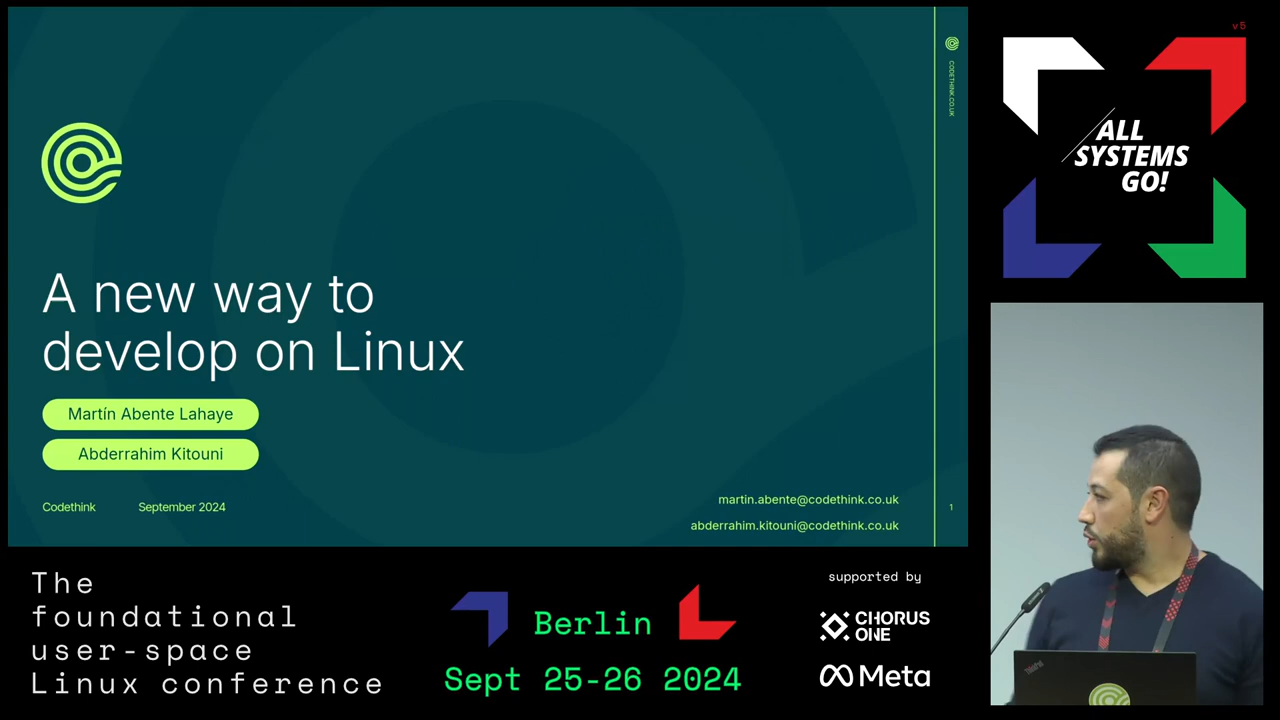 A new way to
develop on Linux
Martín Abente Lahaye
Abderrahim Kitouni
Codethink
September 2024
martin.abente@codethink.co.uk
abderrahim.kitouni@codethink.co.uk
CODETHINK.CO.UK
1
v5
ALL
SYSTEMS
GO!
ThinkPad
The
foundational
user-space
Linux conference
Berlin
Sept 25-26 2024
supported by
CHORUS
ONE
Meta